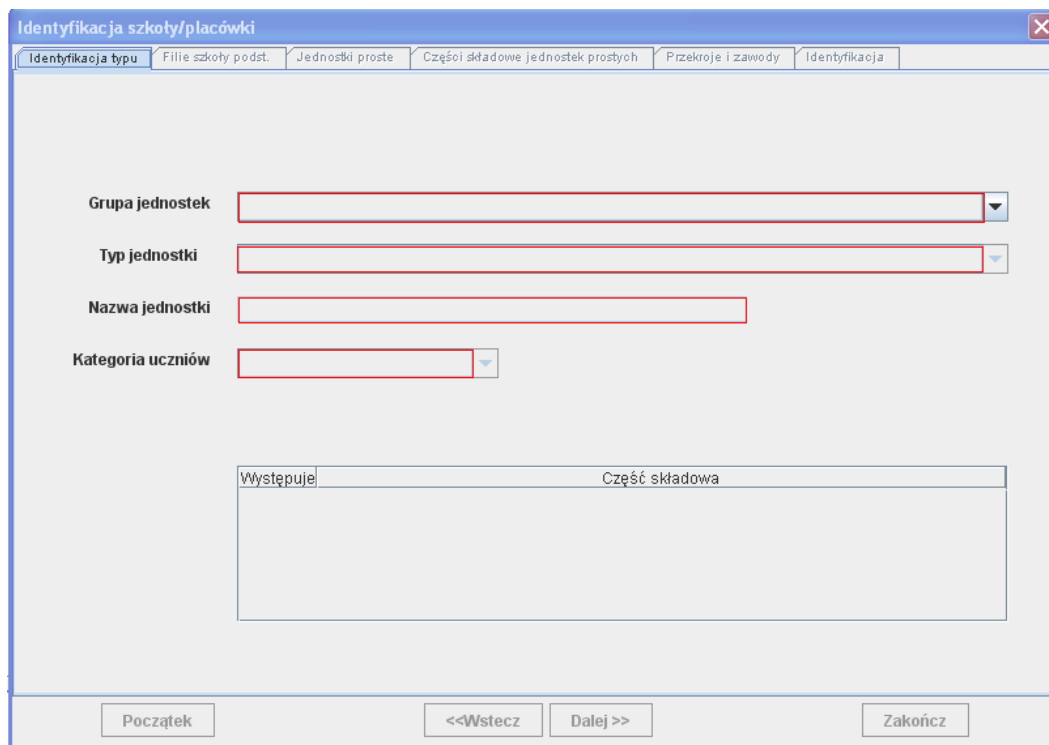 Identyfikacja szkoły/placówki
Identyfikacja typu Filie szkoły podst. Jednostki proste Części składowe jednostek prostych Przekroje i zawody Identyfikacja
Grupa jednostek
Typ jednostki
Nazwa jednostki
Kategoria uczniów
Występuje Część składowa
Początek <<Wstecz Dalej >> Zakończ